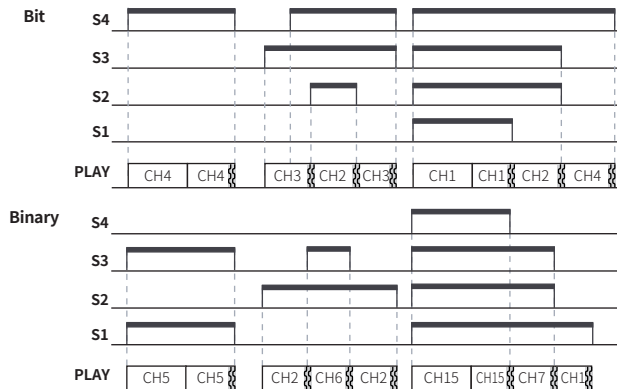 Bit S4
S3
S2
S1
PLAY CH4 CH4 CH3 CH2 CH3 CH1 CH1 CH2 CH4
Binary S4
S3
S2
S1
PLAY CH5 CH5 CH2 CH6 CH2 CH15 CH15 CH7 CH1